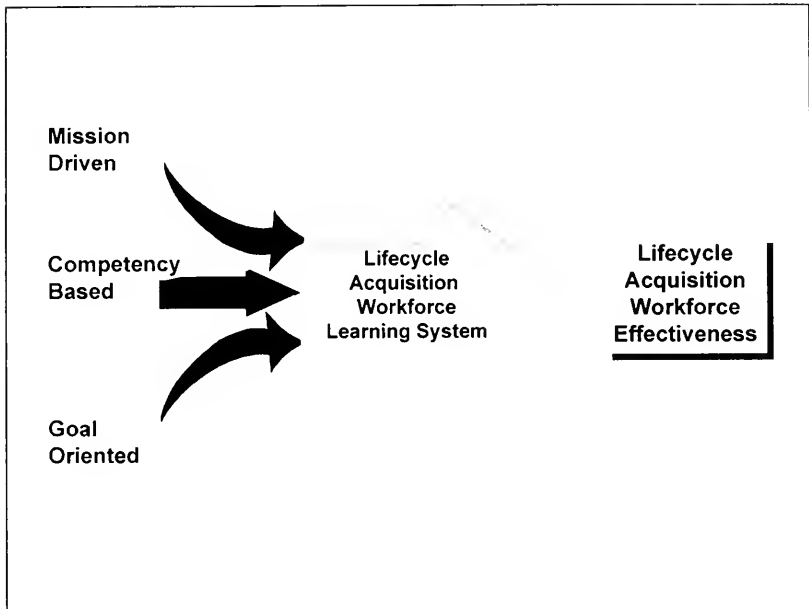 Mission
Driven
Competency
Based
Goal
Oriented
Lifecycle
Acquisition
Workforce
Learning System
Lifecycle
Acquisition
Workforce
Effectiveness